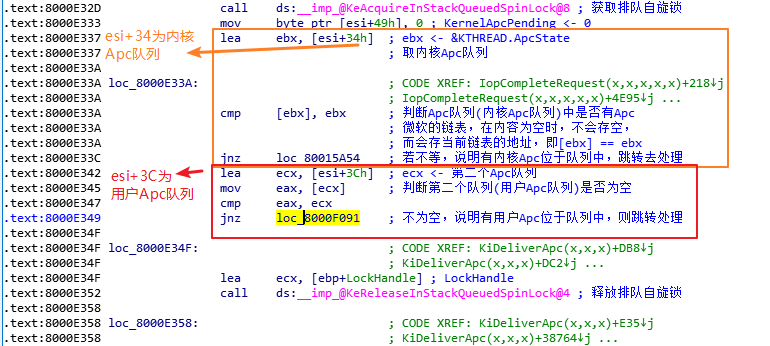 .text:8000E32D call ds:__imp_@KeAcquireInStackQueuedSpinLock@8 ; 获取排队自旋锁
.text:8000E333 mov byte ptr [esi+49h], 0 ; KernelApcPending <- 0
.text:8000E337 lea ebx, [esi+34h] ; ebx <- &KTHREAD.ApcState
.text:8000E337 ; 取内核Apc队列
.text:8000E33A
.text:8000E33A loc_8000E33A: ; CODE XREF: IopCompleteRequest(x,x,x,x,x)+218↓j
.text:8000E33A ; IopCompleteRequest(x,x,x,x,x)+4E95↓j ...
.text:8000E33A cmp [ebx], ebx ; 判断Apc队列(内核Apc队列)中是否有Apc
.text:8000E33A ; 微软的链表，在内容为空时，不会存空，
.text:8000E33A ; 而会存当前链表的地址，即[ebx] == ebx
.text:8000E33C jnz loc_80015A54 ; 若不等，说明有内核Apc位于队列中，跳转去处理
.text:8000E342 lea ecx, [esi+3Ch] ; ecx <- 第二个Apc队列
.text:8000E345 mov eax, [ecx] ; 判断第二个队列(用户Apc队列)是否为空
.text:8000E347 cmp eax, ecx
.text:8000E349 jnz loc_8000F091 ; 不为空，说明有用户Apc位于队列中，则跳转处理
.text:8000E34F
.text:8000E34F loc_8000E34F: ; CODE XREF: KiDeliverApc(x,x,x)+DB8↓j
.text:8000E34F ; KiDeliverApc(x,x,x)+DC2↓j ...
.text:8000E34F lea ecx, [ebp+LockHandle] ; LockHandle
.text:8000E352 call ds:__imp_@KeReleaseInStackQueuedSpinLock@4 ; 释放排队自旋锁
.text:8000E358
.text:8000E358 loc_8000E358: ; CODE XREF: KiDeliverApc(x,x,x)+E35↓j
.text:8000E358 ; KiDeliverApc(x,x,x)+38764↓j ...
esi+34为内核
Apc队列
esi+3C为
用户Apc队列